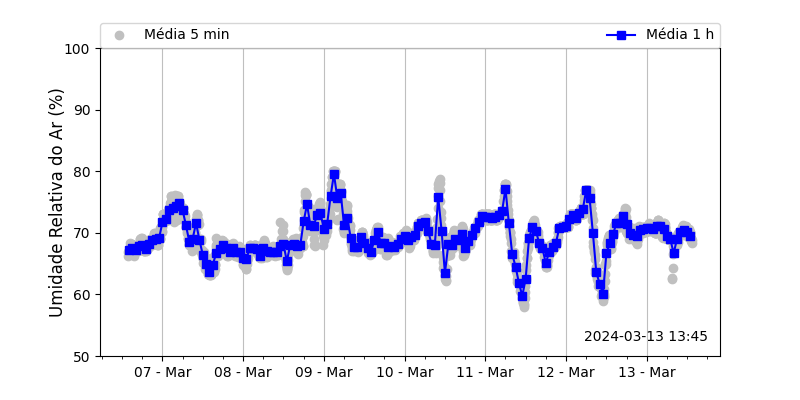 Média 5 min
Média 1 h
Umidade Relativa do Ar (%)
100
90
80
70
60
50
2024-03-13 13:45
07 - Mar
08 - Mar
09 - Mar
10 - Mar
11 - Mar
12 - Mar
13 - Mar